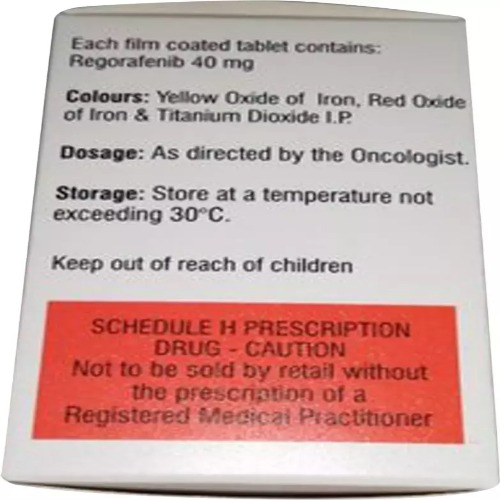 Each film coated tablet contains:
Regorafenib 40 mg
Colours: Yellow Oxide of Iron, Red Oxide
of Iron & Titanium Dioxide I.P.
Dosage: As directed by the Oncologist.
Storage: Store at a temperature not
exceeding 30°C.
Keep out of reach of children
SCHEDULE H PRESCRIPTION
DRUG - CAUTION
Not to be sold by retail without
the prescription of a
Registered Medical Practitioner